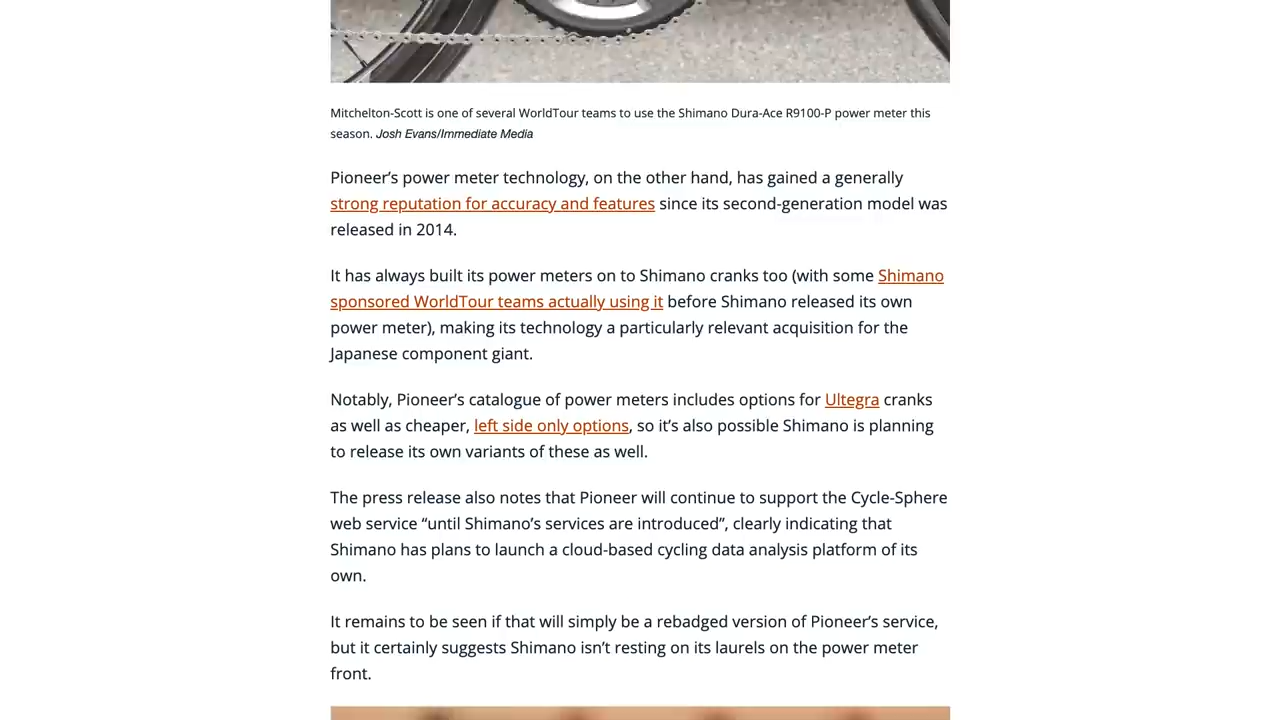 Mitchelton-Scott is one of several WorldTour teams to use the Shimano Dura-Ace R9100-P power meter this
season. Josh Evans/Immediate Media
Pioneer’s power meter technology, on the other hand, has gained a generally
strong reputation for accuracy and features since its second-generation model was
released in 2014.
It has always built its power meters on to Shimano cranks too (with some Shimano
sponsored WorldTour teams actually using it before Shimano released its own
power meter), making its technology a particularly relevant acquisition for the
Japanese component giant.
Notably, Pioneer’s catalogue of power meters includes options for Ultegra cranks
as well as cheaper, left side only options, so it’s also possible Shimano is planning
to release its own variants of these as well.
The press release also notes that Pioneer will continue to support the Cycle-Sphere
web service “until Shimano’s services are introduced”, clearly indicating that
Shimano has plans to launch a cloud-based cycling data analysis platform of its
own.
It remains to be seen if that will simply be a rebadged version of Pioneer’s service,
but it certainly suggests Shimano isn’t resting on its laurels on the power meter
front.